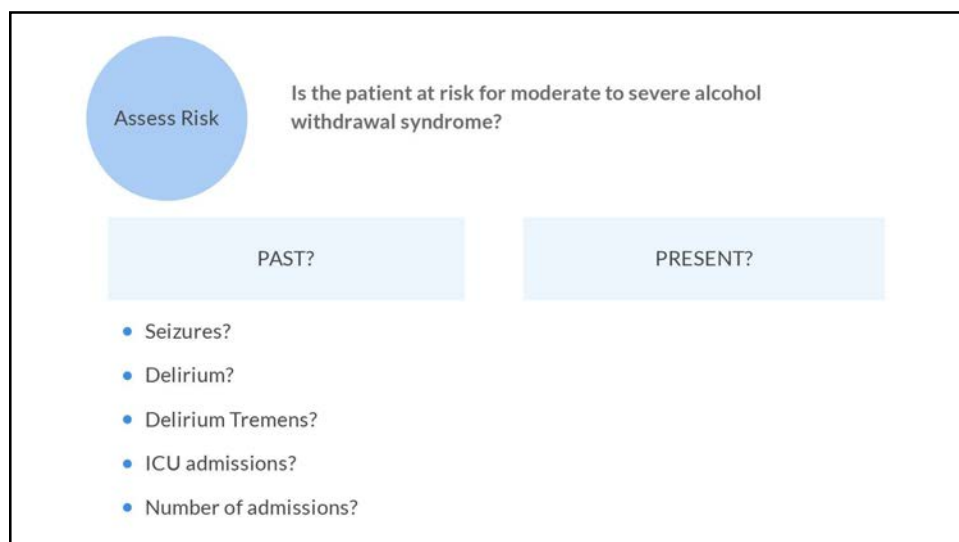 Assess Risk
Is the patient at risk for moderate to severe alcohol
withdrawal syndrome?
PAST?
PRESENT?
Seizures?
Delirium?
Delirium Tremens?
ICU admissions?
Number of admissions?